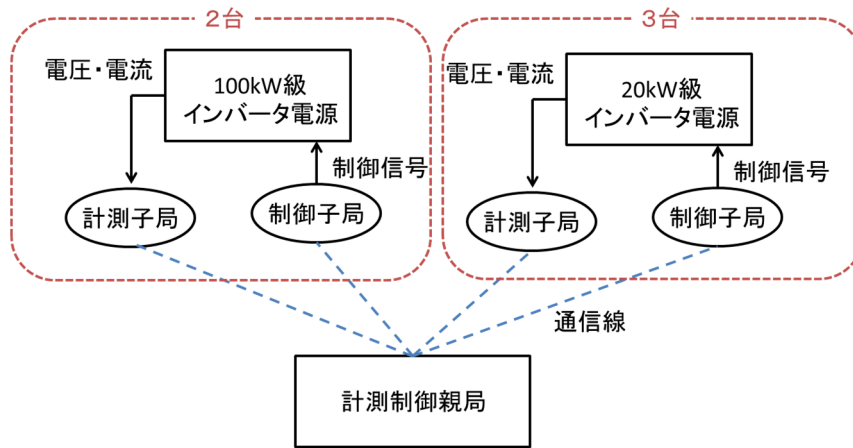 2台
電圧・電流
100kW級
インバータ電源
制御信号
計測子局
制御子局
3台
電圧・電流
20kW級
インバータ電源
制御信号
計測子局
制御子局
通信線
計測制御親局